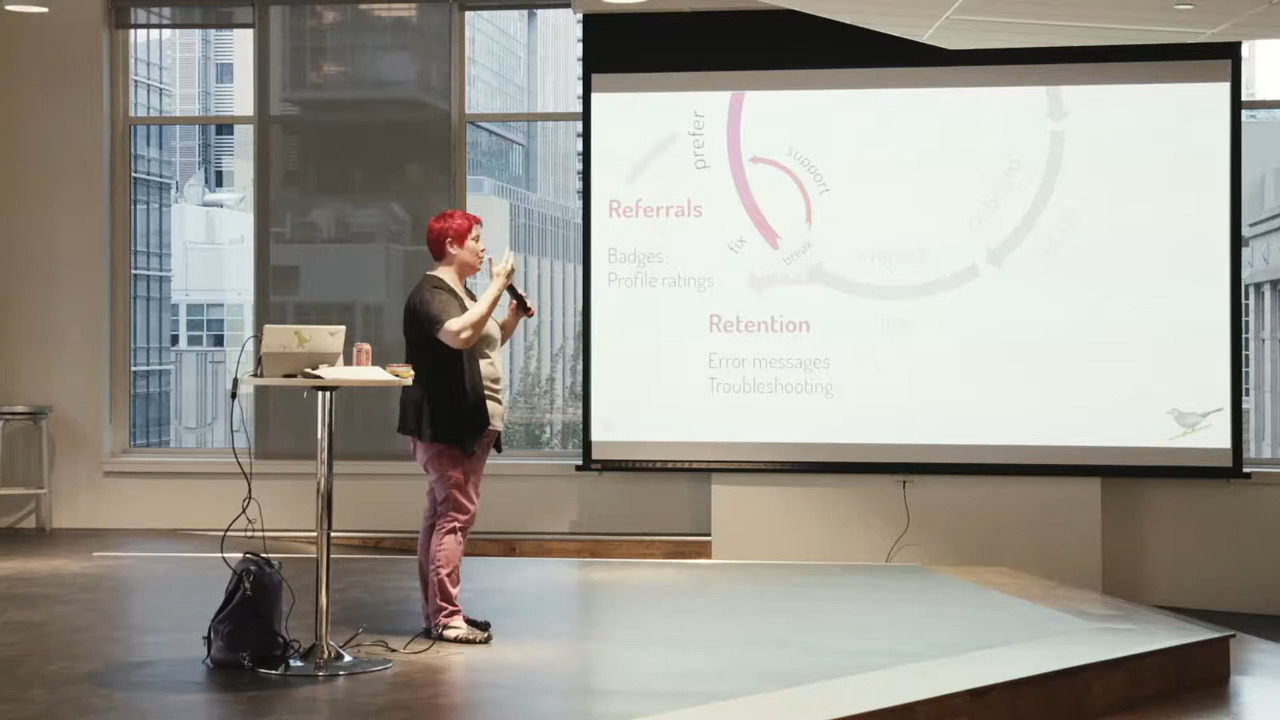 prefer
support
Referrals
fix
break
Badges
Profile ratings
Retention
Error messages
Troubleshooting